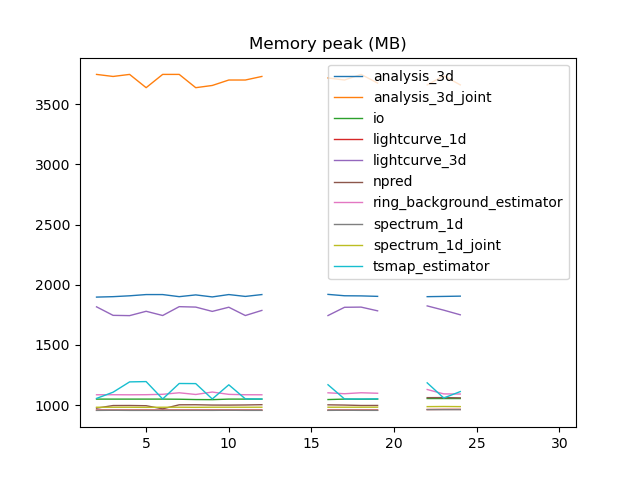 Memory peak (MB)
3500
3000
2500
2000
1500
1000
5
10
15
20
25
30
analysis_3d
analysis_3d_joint
io
lightcurve_1d
lightcurve_3d
npred
ring_background_estimator
spectrum_1d
spectrum_1d_joint
tsmap_estimator